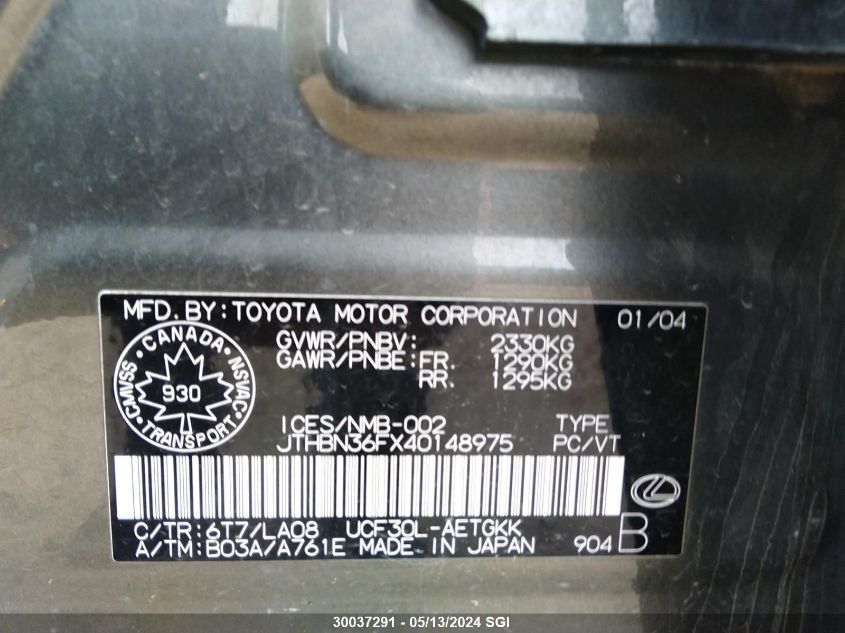 MFD. BY: TOYOTA MOTOR CORPORATION 01/04
GVWR/PNBV: 2330KG
GAWR/PNBE: FR. 1290KG
RR. 1295KG
CANADA
CMVSS 930 NSVAC
TRANSPORT
ICES/NMB-002 TYPE
JTHBN36FX40148975 PC/VT
C/TR: 6T7/LA08 UCF30L-AETGKK
A/TM: B03A/A761E MADE IN JAPAN 904 B
30037291 - 05/13/2024 SGI